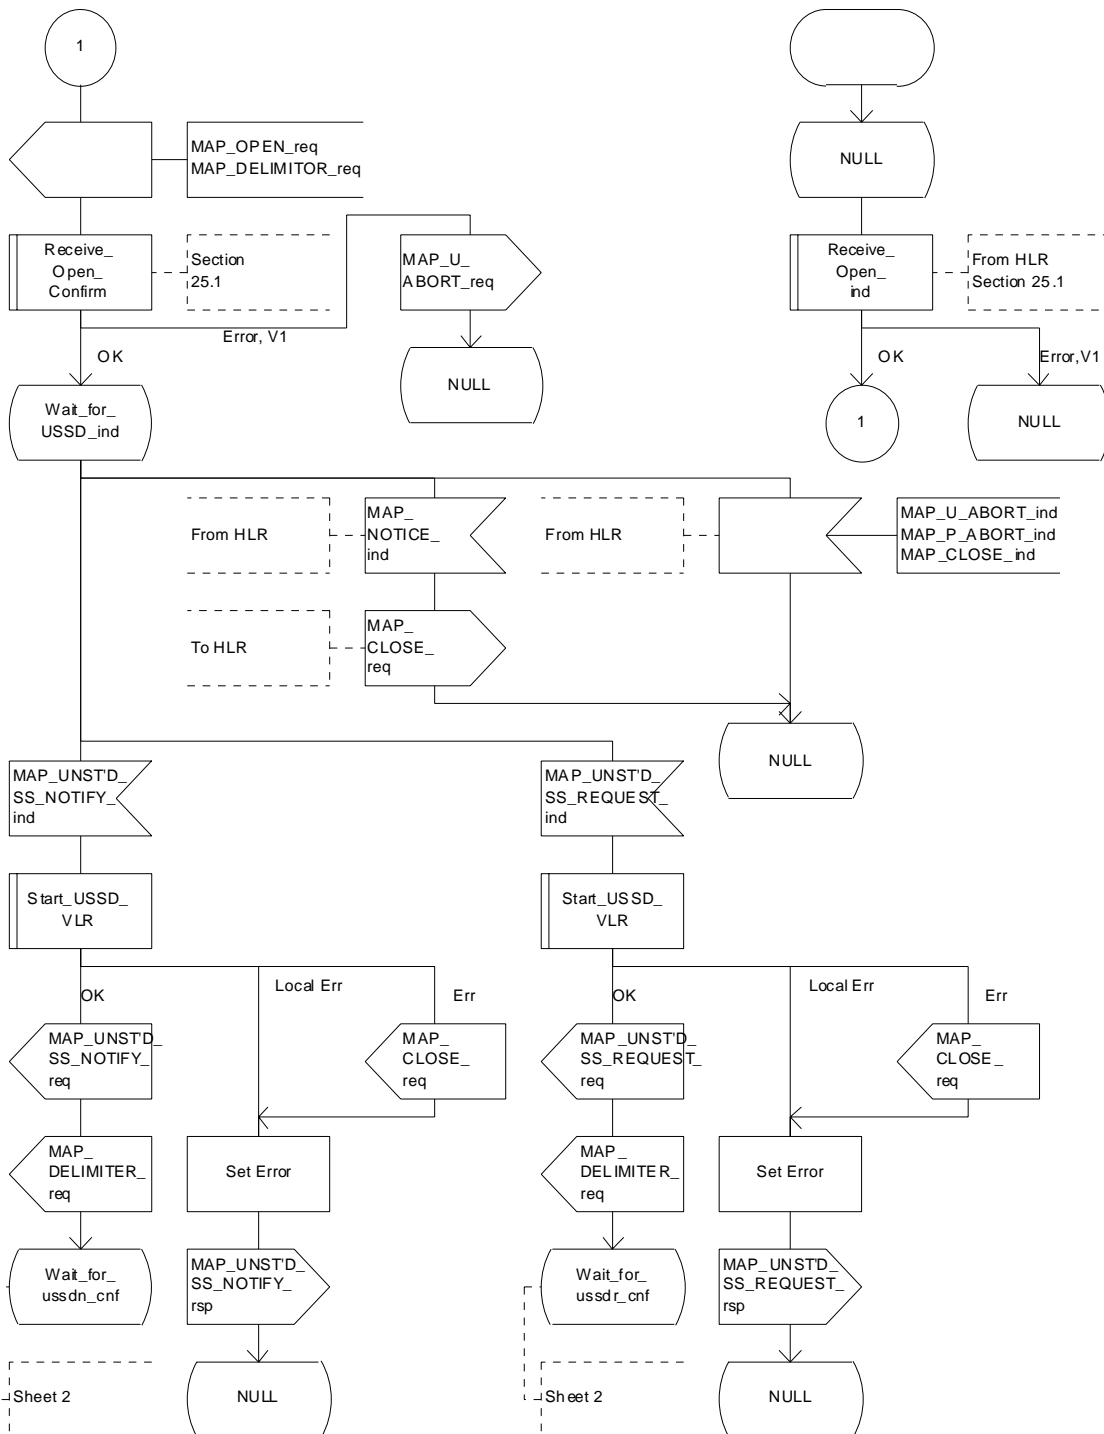 1
MAP_OPEN_req
MAP_DELIMITOR_req
NULL
Receive_
Open_
Confirm
Section
25.1
MAP_U_
ABORT_req
Receive_
Open_
ind
From HLR
Section 25.1
Error, V1
OK
NULL
OK
Error,V1
Wait_for_
USSD_ind
1
NULL
From HLR
MAP_
NOTICE_
ind
From HLR
MAP_U_ABORT_ind
MAP_P_ABORT_ind
MAP_CLOSE_ind
To HLR
MAP_
CLOSE_
req
NULL
MAP_UNST'D_
SS_NOTIFY_
ind
MAP_UNST'D_
SS_REQUEST_
ind
Start_USSD_
VLR
Start_USSD_
VLR
OK
Local Err
Err
OK
Local Err
Err
MAP_UNST'D_
SS_NOTIFY_
req
MAP_
CLOSE_
req
MAP_UNST'D_
SS_REQUEST_
req
MAP_
CLOSE_
req
MAP_
DELIMITER_
req
Set Error
MAP_
DELIMITER_
req
Set Error
Wait_for_
ussdn_cnf
MAP_UNST'D_
SS_NOTIFY_
rsp
Wait_for_
ussdr_cnf
MAP_UNST'D_
SS_REQUEST_
rsp
Sheet 2
NULL
Sheet 2
NULL